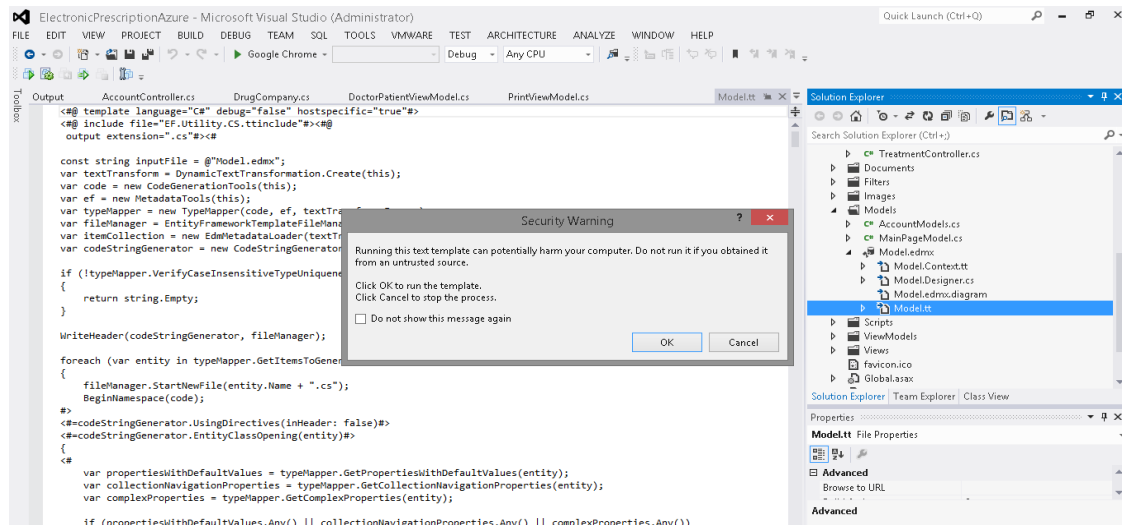 ElectronicPrescriptionAzure - Microsoft Visual Studio (Administrator)
Quick Launch (Ctrl+Q)
FILE EDIT VIEW PROJECT BUILD DEBUG TEAM SQL TOOLS VMWARE TEST ARCHITECTURE ANALYZE WINDOW HELP
Google Chrome
Debug
Any CPU
Toolbox
Output AccountController.cs DrugCompany.cs DoctorPatientViewModel.cs PrintViewModel.cs Model.tt
<#@ template language="C#" debug="false" hostspecific="true"#>
<#@ include file="EF.Utility.CS.ttinclude"#><#@
output extension=".cs"#><#
const string inputFile = @"Model.edmx";
var textTransform = DynamicTextTransformation.Create(this);
var code = new CodeGenerationTools(this);
var ef = new MetadataTools(this);
var typeMapper = new TypeMapper(code, ef, textTra
var fileManager = EntityFrameworkTemplateFileMana
var itemCollection = new EdmMetadataLoader(textTr
var codeStringGenerator = new CodeStringGenerator
if (!typeMapper.VerifyCaseInsensitiveTypeUniquene
{
return string.Empty;
}
WriteHeader(codeStringGenerator, fileManager);
foreach (var entity in typeMapper.GetItemsToGener
{
fileManager.StartNewFile(entity.Name + ".cs");
BeginNamespace(code);
#>
<#=codeStringGenerator.UsingDirectives(inHeader: false)#>
<#=codeStringGenerator.EntityClassOpening(entity)#>
{
<#
var propertiesWithDefaultValues = typeMapper.GetPropertiesWithDefaultValues(entity);
var collectionNavigationProperties = typeMapper.GetCollectionNavigationProperties(entity);
var complexProperties = typeMapper.GetComplexProperties(entity);
if (propertiesWithDefaultValues.Any() || collectionNavigationProperties.Any() || complexProperties.Any())
Security Warning
Running this text template can potentially harm your computer. Do not run it if you obtained it
from an untrusted source.
Click OK to run the template.
Click Cancel to stop the process.
Do not show this message again
OK
Cancel
Solution Explorer
Search Solution Explorer (Ctrl+;)
C# TreatmentController.cs
Documents
Filters
Images
Models
C# AccountModels.cs
C# MainPageModel.cs
Model.edmx
Model.Context.tt
Model.Designer.cs
Model.edmx.diagram
Model.tt
Scripts
ViewModels
Views
favicon.ico
Global.asax
Solution Explorer Team Explorer Class View
Properties
Model.tt File Properties
Advanced
Browse to URL
Advanced